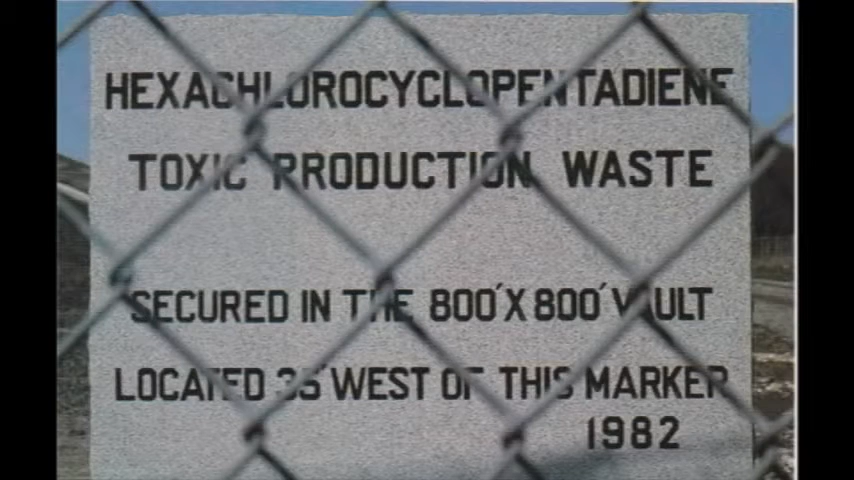 HEXACHLOROCYCLOPENTADIENE
TOXIC PRODUCTION WASTE
SECURED IN THE 800' X 800' VAULT
LOCATED 35' WEST OF THIS MARKER
1982